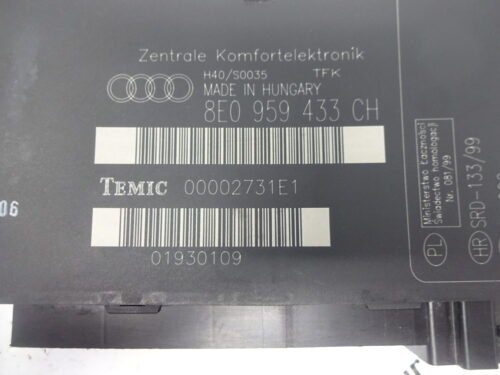 Zentrale Komfortelektronik
H40/S0035 TFK
MADE IN HUNGARY
8E0 959 433 CH
TEMIC 00002731E1
01930109
06
Ministerstwo Łączności
Świadectwo homologacji
Nr. 081/99
PL
HR SRD-133/99